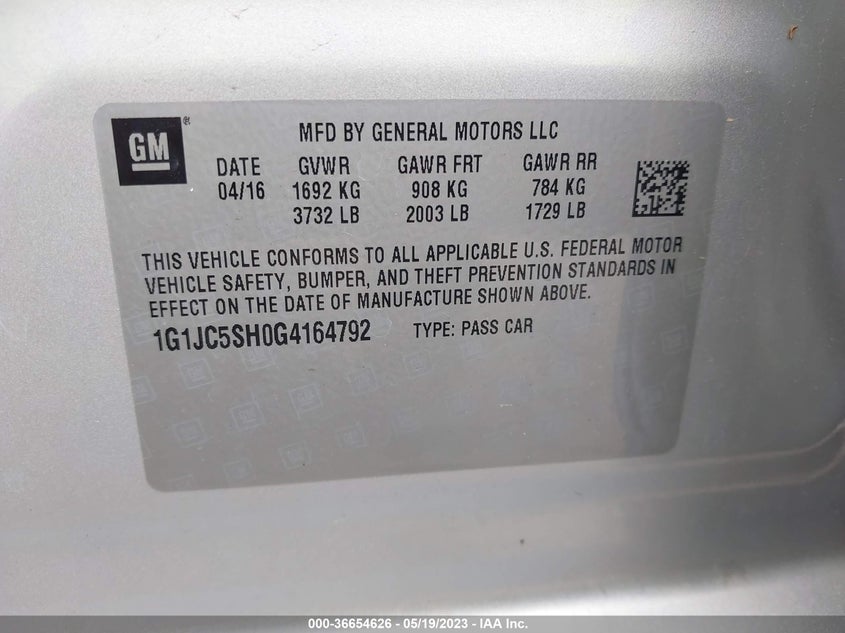 GM®
MFD BY GENERAL MOTORS LLC
DATE GVWR GAWR FRT GAWR RR
04/16 1692 KG 908 KG 784 KG
3732 LB 2003 LB 1729 LB
THIS VEHICLE CONFORMS TO ALL APPLICABLE U.S. FEDERAL MOTOR
VEHICLE SAFETY, BUMPER, AND THEFT PREVENTION STANDARDS IN
EFFECT ON THE DATE OF MANUFACTURE SHOWN ABOVE.
1G1JC5SH0G4164792 TYPE: PASS CAR
000-36654626 - 05/19/2023 - IAA Inc.